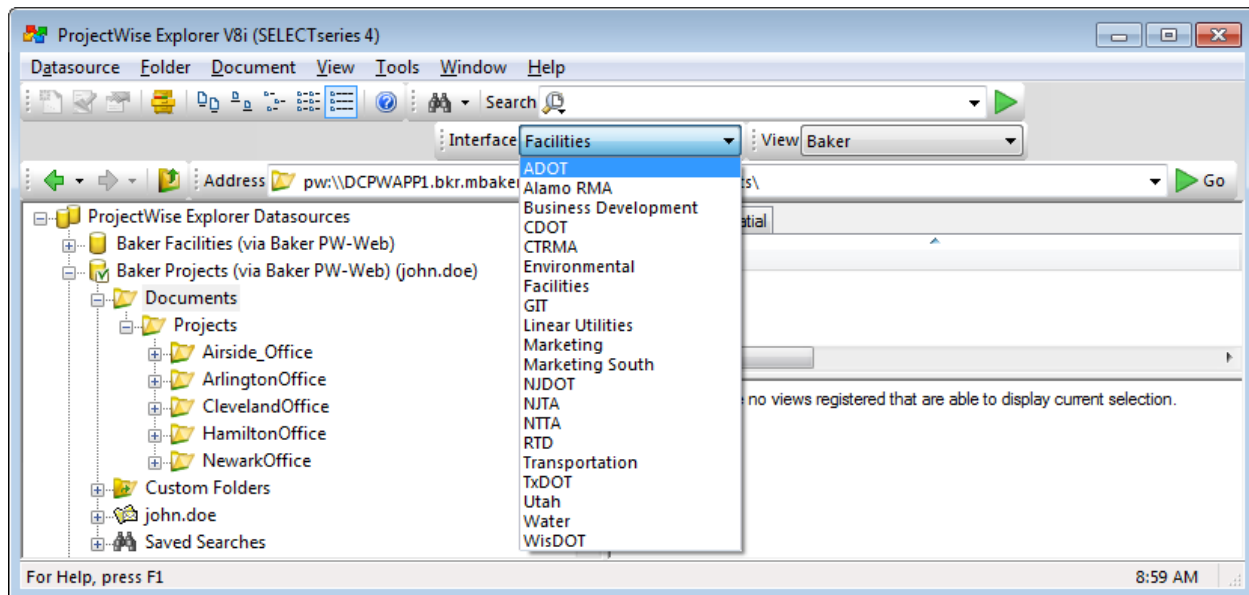 ProjectWise Explorer V8i (SELECTseries 4)
Datasource Folder Document View Tools Window Help
Search
Interface Facilities View Baker
Address pw:\\DCPWAPP1.bkr.mbaker ts\ Go
ProjectWise Explorer Datasources
Baker Facilities (via Baker PW-Web)
Baker Projects (via Baker PW-Web) (john.doe)
Documents
Projects
Airside_Office
ArlingtonOffice
ClevelandOffice
HamiltonOffice
NewarkOffice
Custom Folders
john.doe
Saved Searches
ADOT
Alamo RMA
Business Development
CDOT
CTRMA
Environmental
Facilities
GIT
Linear Utilities
Marketing
Marketing South
NJDOT
NJTA
NTTA
RTD
Transportation
TxDOT
Utah
Water
WisDOT
atial
no views registered that are able to display current selection.
For Help, press F1 8:59 AM